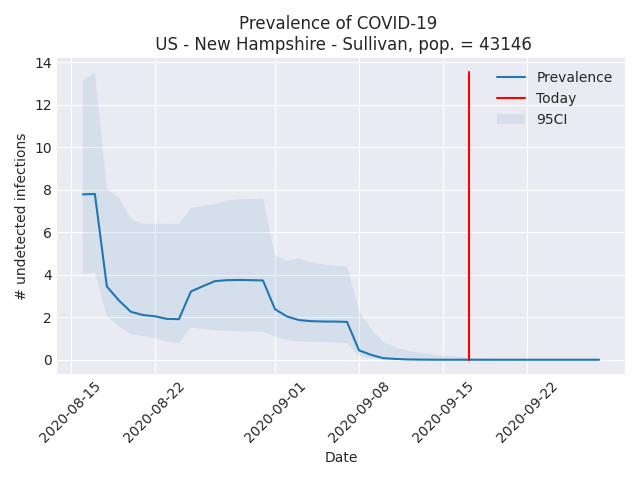 Prevalence of COVID-19
US - New Hampshire - Sullivan, pop. = 43146
14
12
10
8
6
4
2
0
# undetected infections
Prevalence
Today
95CI
2020-08-15
2020-08-22
2020-09-01
2020-09-08
2020-09-15
2020-09-22
Date